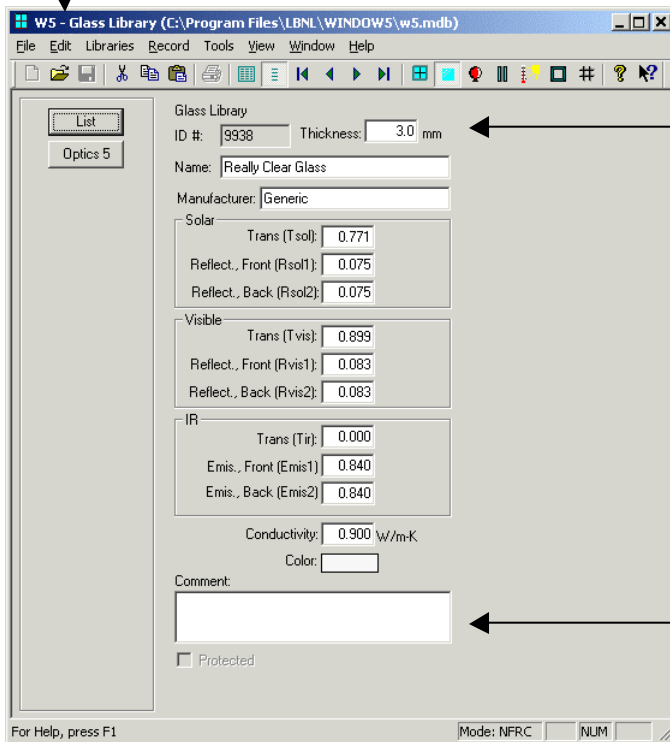 W5 - Glass Library (C:\Program Files\LBNL\WINDOW5\w5.mdb)
File Edit Libraries Record Tools View Window Help
List
Optics 5
Glass Library
ID #: 9938 Thickness: 3.0 mm
Name: Really Clear Glass
Manufacturer: Generic
Solar
Trans (Tsol): 0.771
Reflect., Front (Rsol1): 0.075
Reflect., Back (Rsol2): 0.075
Visible
Trans (Tvis): 0.899
Reflect., Front (Rvis1): 0.083
Reflect., Back (Rvis2): 0.083
IR
Trans (Tir): 0.000
Emis., Front (Emis1) 0.840
Emis., Back (Emis2) 0.840
Conductivity: 0.900 W/m-K
Color:
Comment:
Protected
For Help, press F1 Mode: NFRC NUM